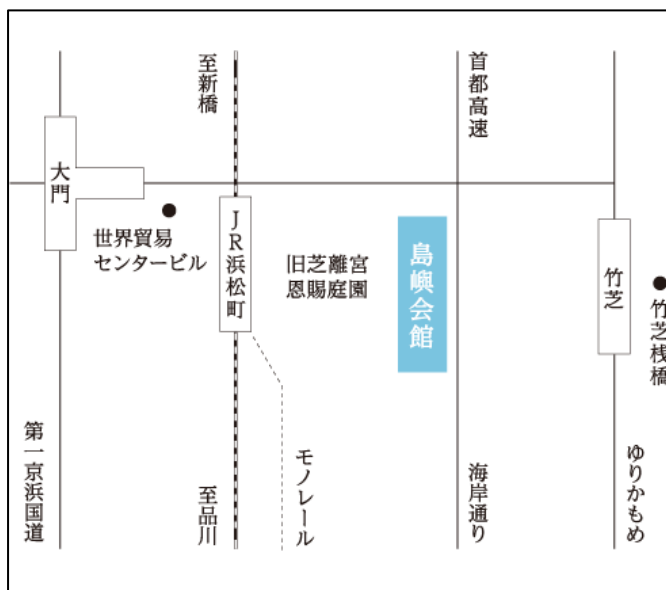 至新橋
首都高速
大門
世界貿易
センタービル
JR浜松町
旧芝離宮
恩賜庭園
島嶼会館
竹芝
竹芝桟橋
第一京浜国道
至品川
モノレール
海岸通り
ゆりかもめ